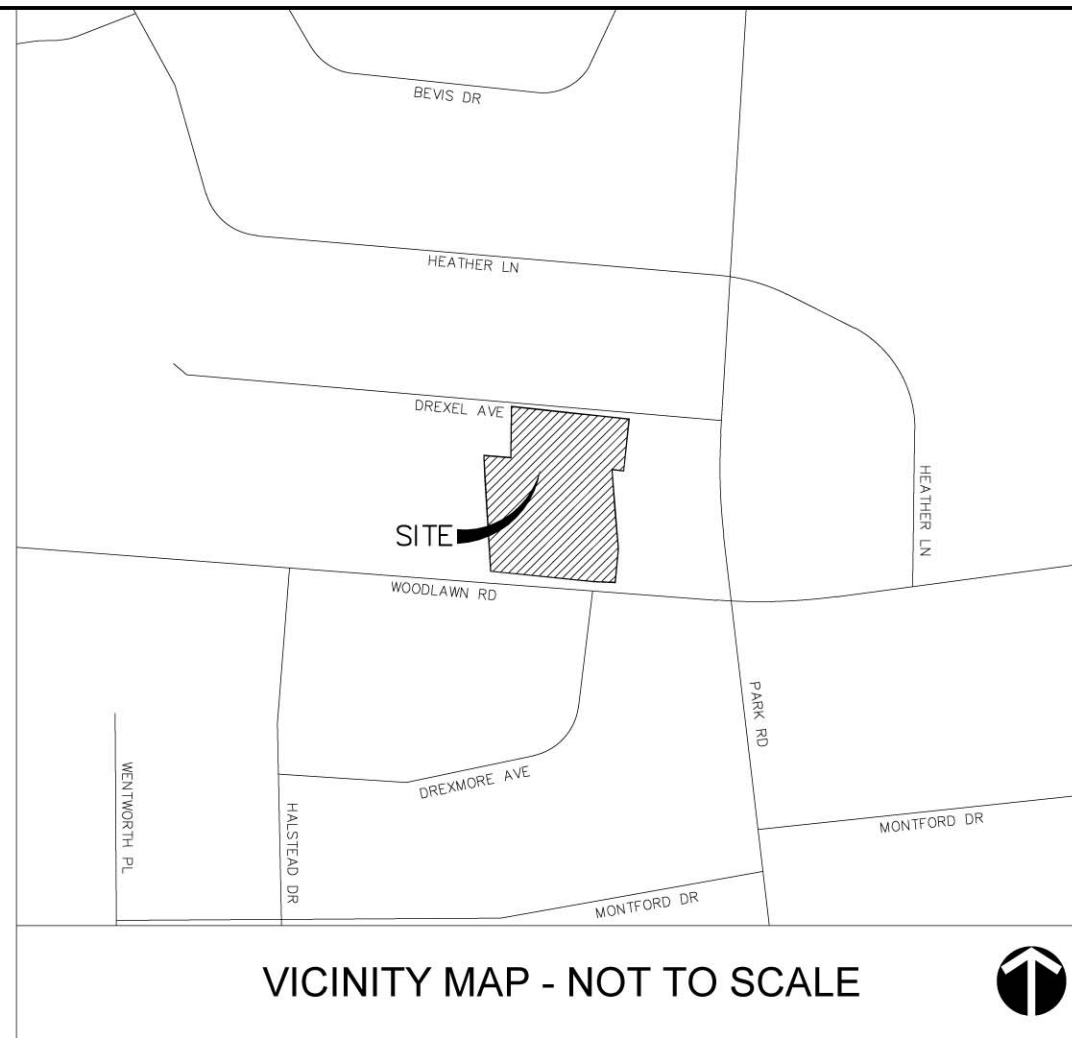 BEVIS DR
HEATHER LN
DREXEL AVE
HEATHER LN
SITE
WOODLAWN RD
PARK RD
WENTWORTH PL
DREXMORE AVE
HALSTEAD DR
MONTFORD DR
MONTFORD DR
VICINITY MAP - NOT TO SCALE